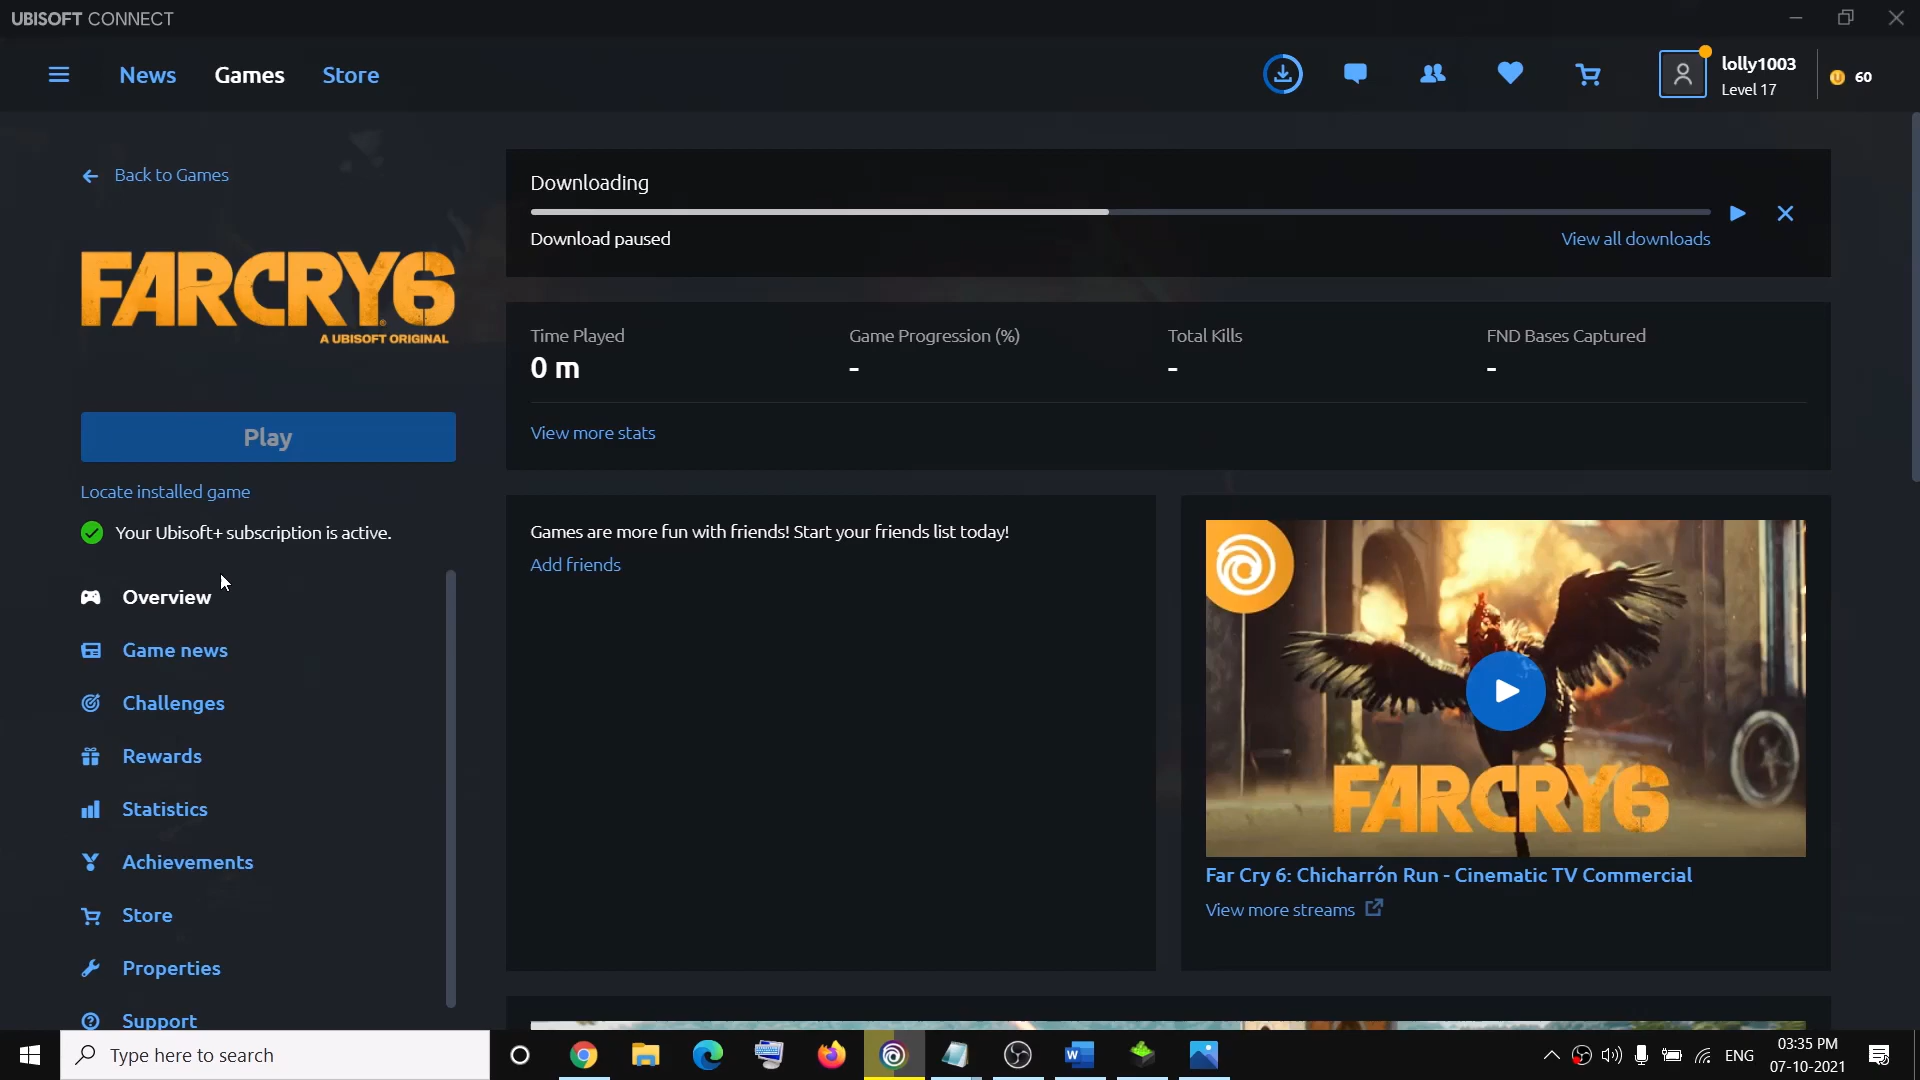 UBISOFT CONNECT
News
Games
Store
lolly1003
Level 17
60
Back to Games
FARCRY6
A UBISOFT ORIGINAL
Play
Locate installed game
Your Ubisoft+ subscription is active.
Overview
Game news
Challenges
Rewards
Statistics
Achievements
Store
Properties
Support
Downloading
Download paused
View all downloads
Time Played
0 m
Game Progression (%)
-
Total Kills
-
FND Bases Captured
-
View more stats
Games are more fun with friends! Start your friends list today!
Add friends
FARCRY6
Far Cry 6: Chicharrón Run - Cinematic TV Commercial
View more streams
Type here to search
ENG
03:35 PM
07-10-2021